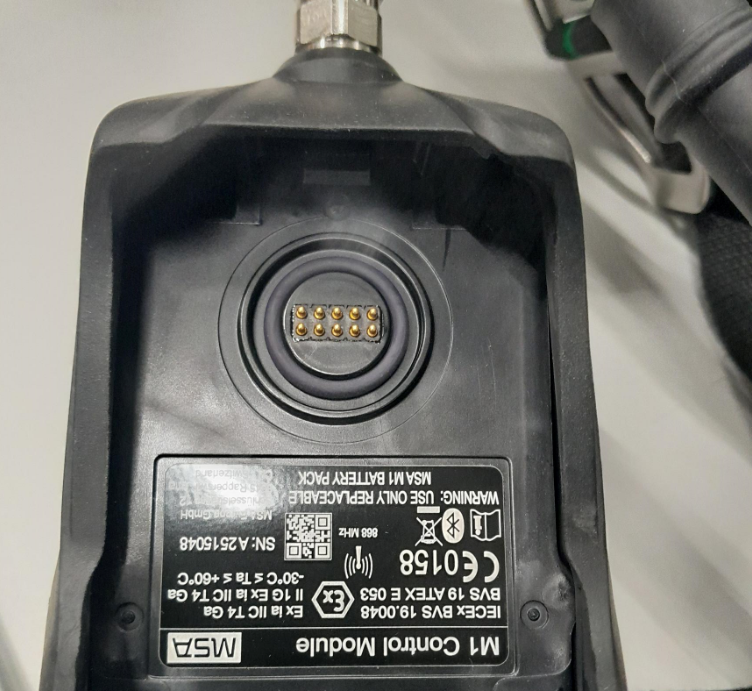 M1 Control Module MSA
IECEx BVS 19.0048 Ex ia IIC T4 Ga
BVS 19 ATEX E 053 II 1G Ex ia IIC T4 Ga
-30°C ≤ Ta ≤ +60°C
CE0158
868 MHz
SN: A2515048
WARNING: USE ONLY REPLACEABLE
MSA M1 BATTERY PACK
MSA GmbH